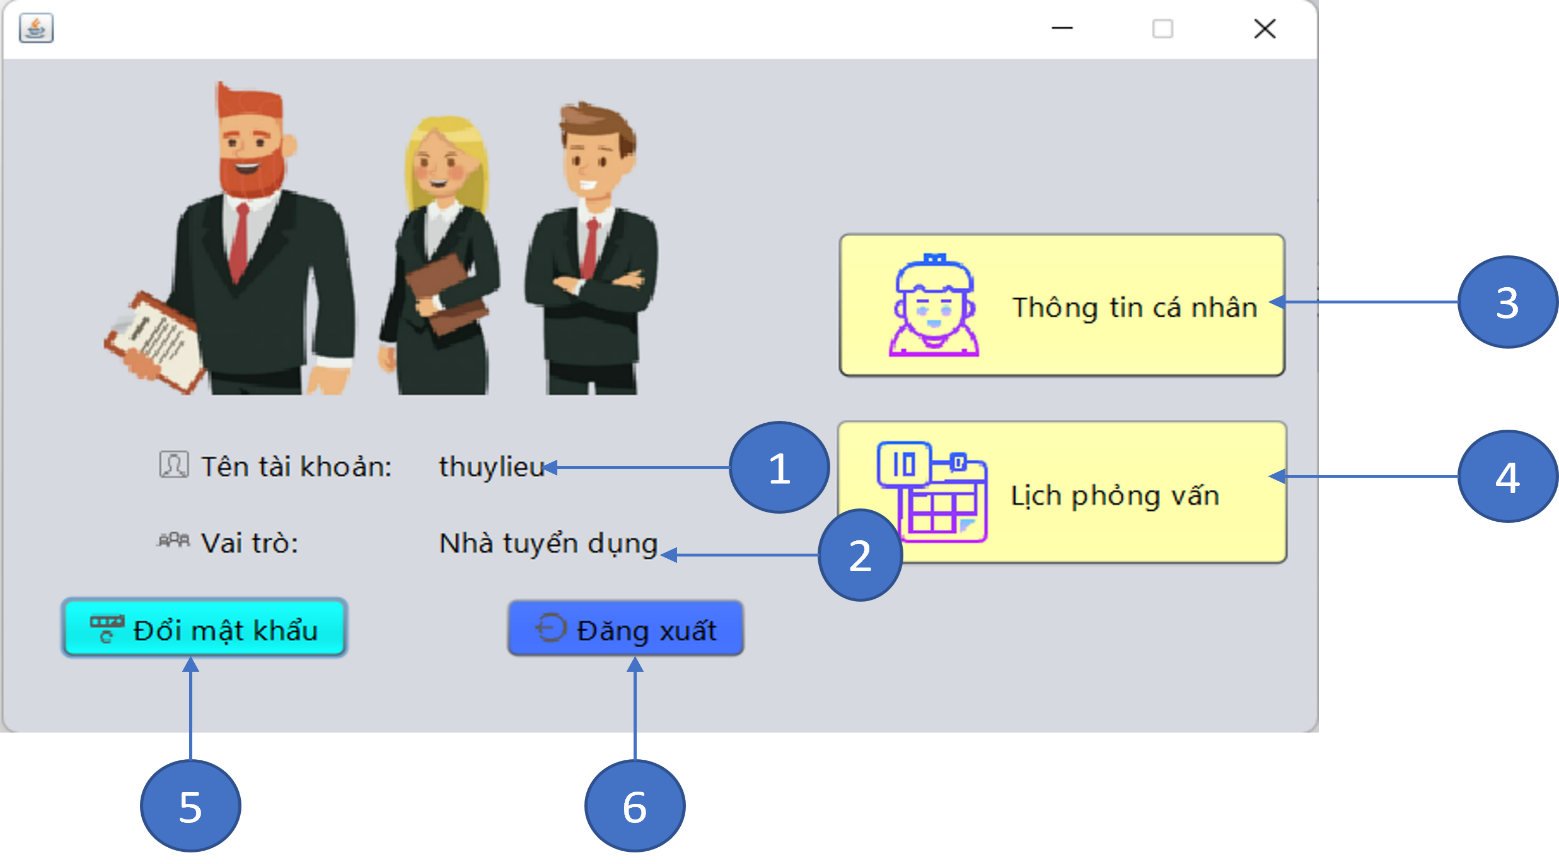 Thông tin cá nhân
3
Tên tài khoản: thuylieu
1
Lịch phỏng vấn
4
Vai trò: Nhà tuyển dụng
2
Đổi mật khẩu
Đăng xuất
5
6